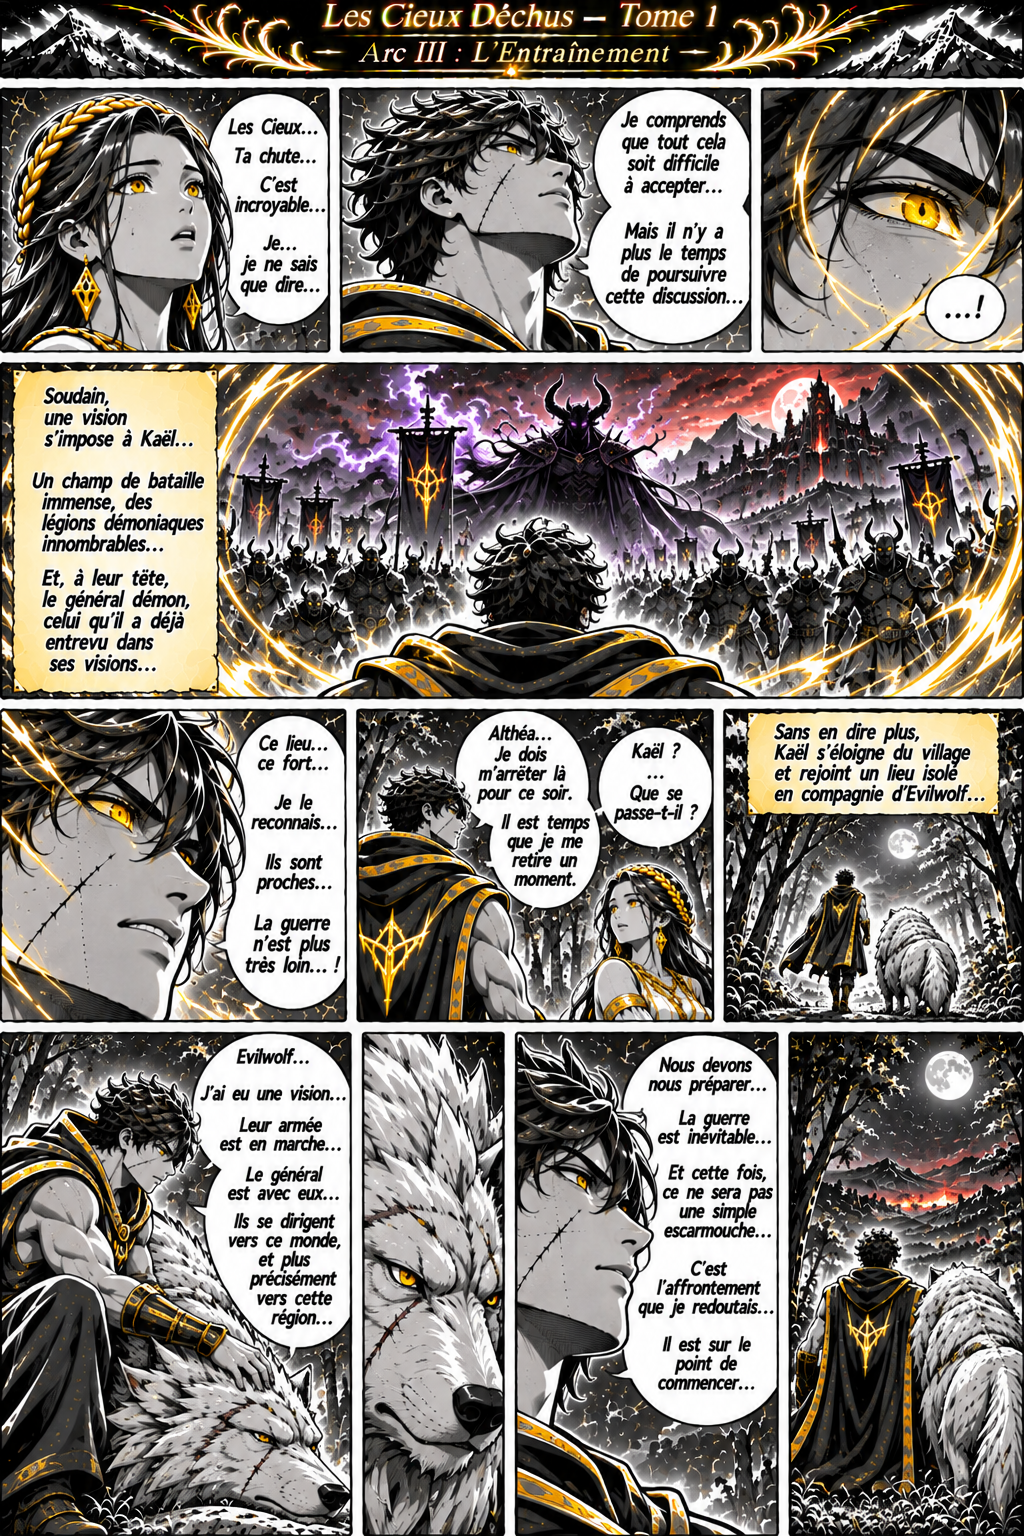 Les Cieux Déchus – Tome 1
Arc III : L'Entraînement
Les Cieux...
Ta chute...
C'est
incroyable...
Je...
je ne sais
que dire...
Je comprends
que tout cela
soit difficile
à accepter...
Mais il n'y a
plus le temps
de poursuivre
cette discussion...
...!
Soudain,
une vision
s'impose à Kaël...
Un champ de bataille
immense, des
légions démoniaques
innombrables...
Et, à leur tëte,
le général démon,
celui qu'il a déjà
entrevu dans
ses visions...
Ce lieu...
ce fort...
Je le
reconnais...
Ils sont
proches...
La guerre
n'est plus
très loin... !
Althéa...
Je dois
m'arrëter là
pour ce soir.
Il est temps
que je me
retire un
moment.
Kaël ?
...
Que se
passe-t-il ?
Sans en dire plus,
Kaël s'éloigne du village
et rejoint un lieu isolé
en compagnie d'Evilwolf...
Evilwolf...
J'ai eu une vision...
Leur armée
est en marche...
Le général
est avec eux...
Ils se dirigent
vers ce monde,
et plus
précisément
vers cette
région...
Nous devons
nous préparer...
La guerre
est inévitable...
Et cette fois,
ce ne sera pas
une simple
escarmouche...
C'est
l'affrontement
que je redoutais...
Il est sur le
point de
commencer...